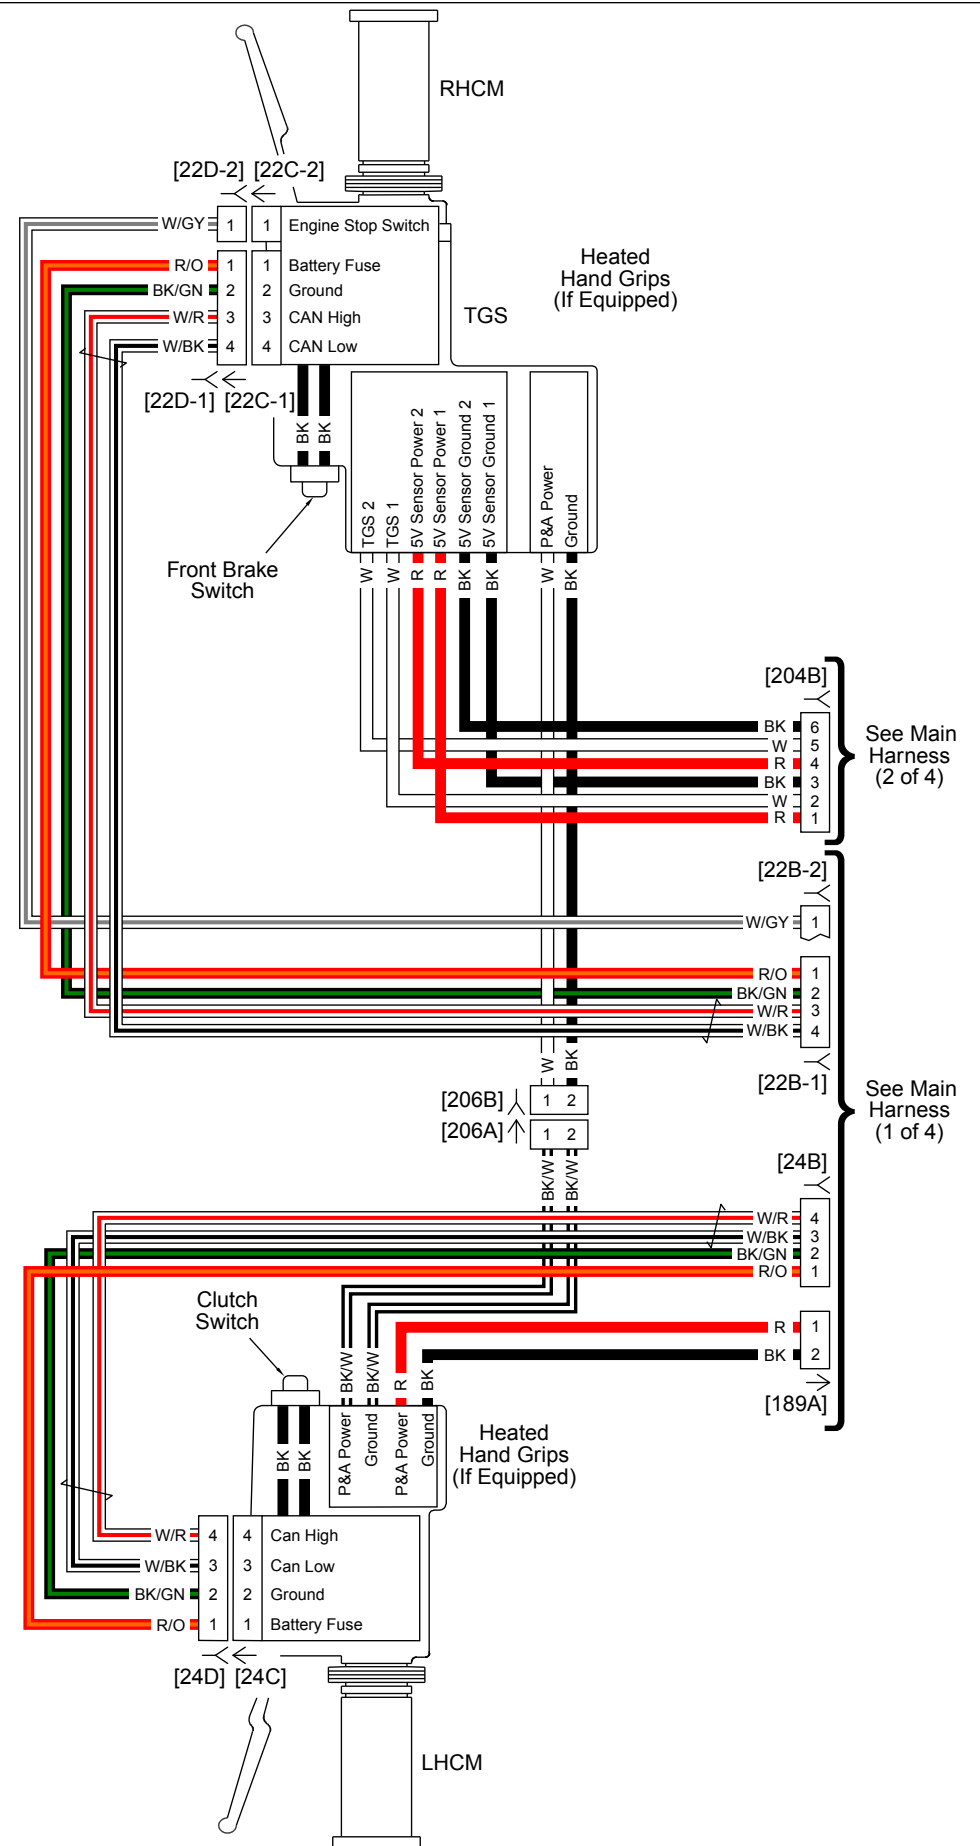 RHCM
[22D-2] [22C-2]
W/GY 1 1 Engine Stop Switch
R/O 1 1 Battery Fuse
BK/GN 2 2 Ground
W/R 3 3 CAN High
W/BK 4 4 CAN Low
[22D-1] [22C-1]
Heated
Hand Grips
(If Equipped)
TGS
BK BK
Front Brake
Switch
TGS 2
TGS 1
5V Sensor Power 2
5V Sensor Power 1
5V Sensor Ground 2
5V Sensor Ground 1
P&A Power
Ground
W W R R BK BK W BK
[204B]
BK 6
W 5
R 4
BK 3
W 2
R 1
See Main
Harness
(2 of 4)
[22B-2]
W/GY 1
R/O 1
BK/GN 2
W/R 3
W/BK 4
[22B-1]
W BK
[206B] 1 2
[206A] 1 2
BK/W BK/W
See Main
Harness
(1 of 4)
[24B]
W/R 4
W/BK 3
BK/GN 2
R/O 1
R 1
BK 2
[189A]
Clutch
Switch
BK/W BK/W R BK
P&A Power
Ground
P&A Power
Ground
BK BK
Heated
Hand Grips
(If Equipped)
W/R 4 4 Can High
W/BK 3 3 Can Low
BK/GN 2 2 Ground
R/O 1 1 Battery Fuse
[24D] [24C]
LHCM